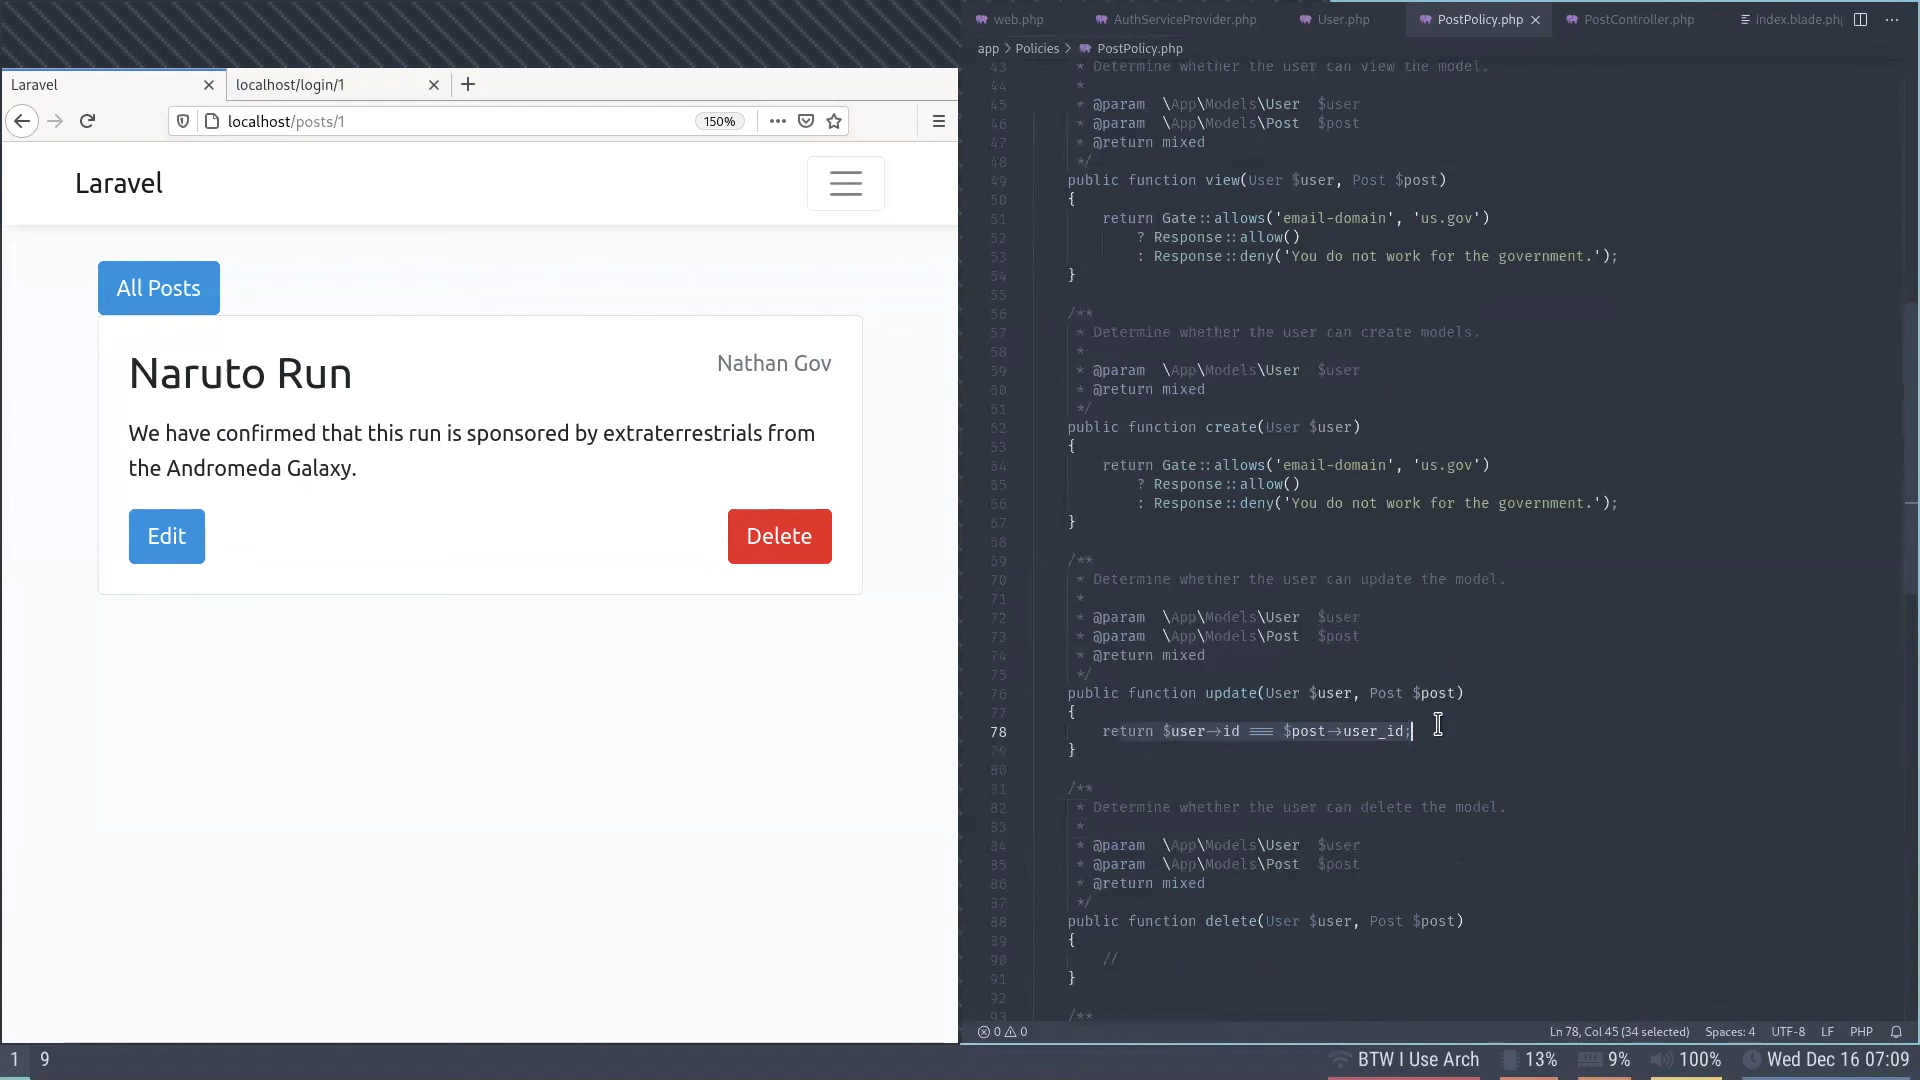 Laravel
localhost/login/1
localhost/posts/1
150%
Laravel
All Posts
Naruto Run
Nathan Gov
We have confirmed that this run is sponsored by extraterrestrials from
the Andromeda Galaxy.
Edit
Delete
web.php
AuthServiceProvider.php
User.php
PostPolicy.php
PostController.php
index.blade.php
app > Policies > PostPolicy.php
43 * Determine whether the user can view the model.
44 *
45 * @param \App\Models\User $user
46 * @param \App\Models\Post $post
47 * @return mixed
48 */
49 public function view(User $user, Post $post)
50 {
51 return Gate::allows('email-domain', 'us.gov')
52 ? Response::allow()
53 : Response::deny('You do not work for the government.');
54 }
55
56 /**
57 * Determine whether the user can create models.
58 *
59 * @param \App\Models\User $user
60 * @return mixed
61 */
62 public function create(User $user)
63 {
64 return Gate::allows('email-domain', 'us.gov')
65 ? Response::allow()
66 : Response::deny('You do not work for the government.');
67 }
68
69 /**
70 * Determine whether the user can update the model.
71 *
72 * @param \App\Models\User $user
73 * @param \App\Models\Post $post
74 * @return mixed
75 */
76 public function update(User $user, Post $post)
77 {
78 return $user->id === $post->user_id;
79 }
80
81 /**
82 * Determine whether the user can delete the model.
83 *
84 * @param \App\Models\User $user
85 * @param \App\Models\Post $post
86 * @return mixed
87 */
88 public function delete(User $user, Post $post)
89 {
90 //
91 }
92
93 /**
0 0
Ln 78, Col 45 (34 selected) Spaces: 4 UTF-8 LF PHP
1 9
BTW I Use Arch 13% 9% 100% Wed Dec 16 07:09